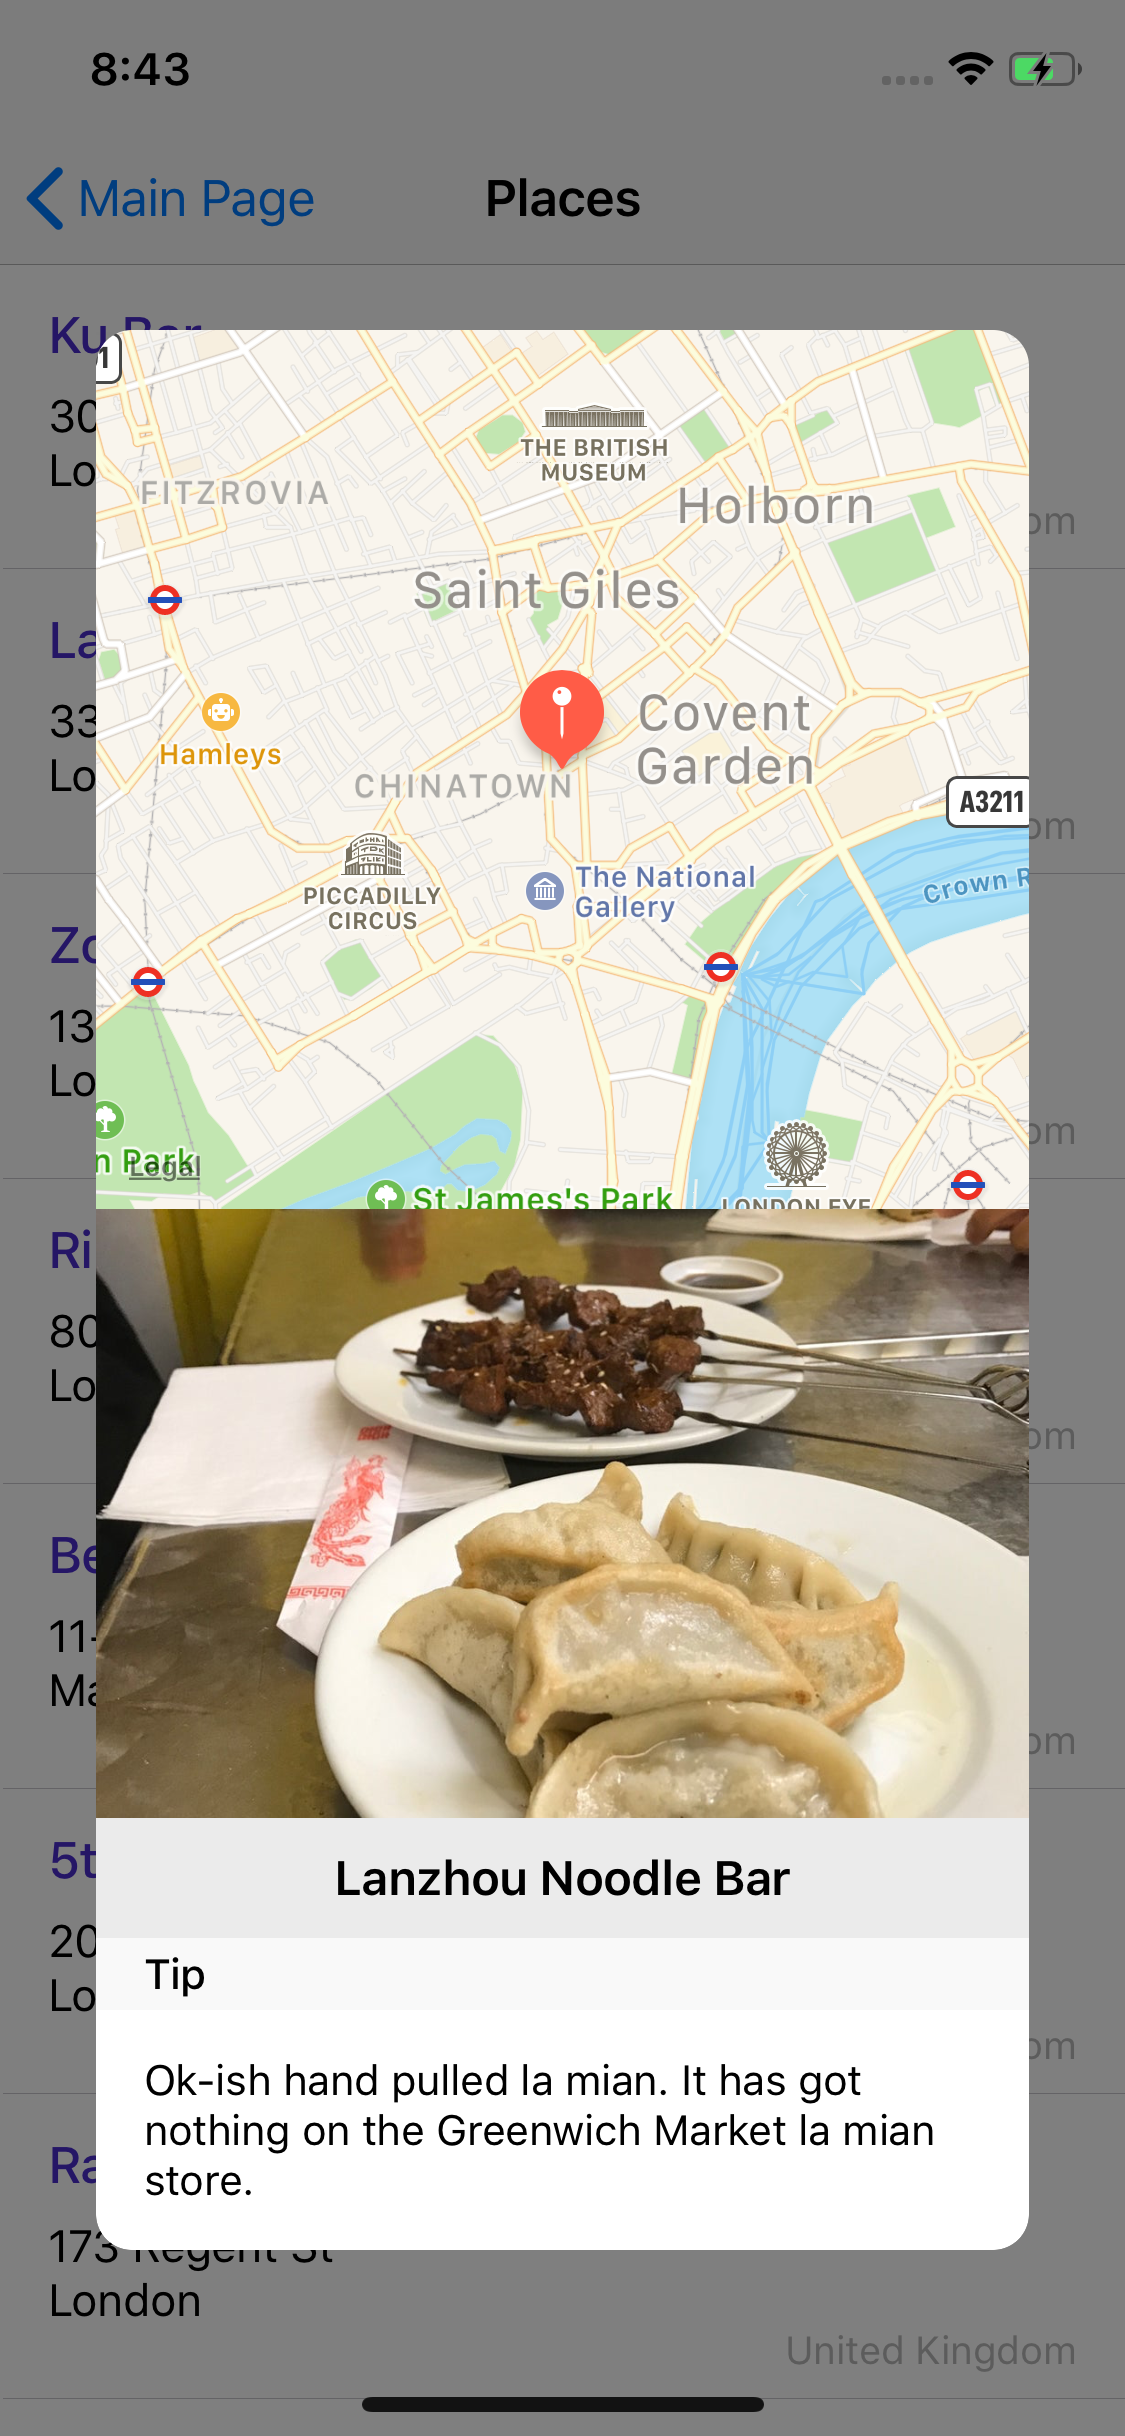 8:43
Main Page
Places
Ku Bar
30
Lo
om
1
THE BRITISH
MUSEUM
FITZROVIA
Holborn
Saint Giles
La
33
Lo
om
Hamleys
Covent
Garden
CHINATOWN
A3211
PICCADILLY
CIRCUS
The National
Gallery
Crown R
Zo
13
Lo
om
n Park
Legal
St James's Park
LONDON EYE
Ri
80
Lo
om
Be
11-
Ma
om
Lanzhou Noodle Bar
5t
20
Lo
om
Tip
Ok-ish hand pulled la mian. It has got
nothing on the Greenwich Market la mian
store.
Ra
173 Regent St
London
United Kingdom